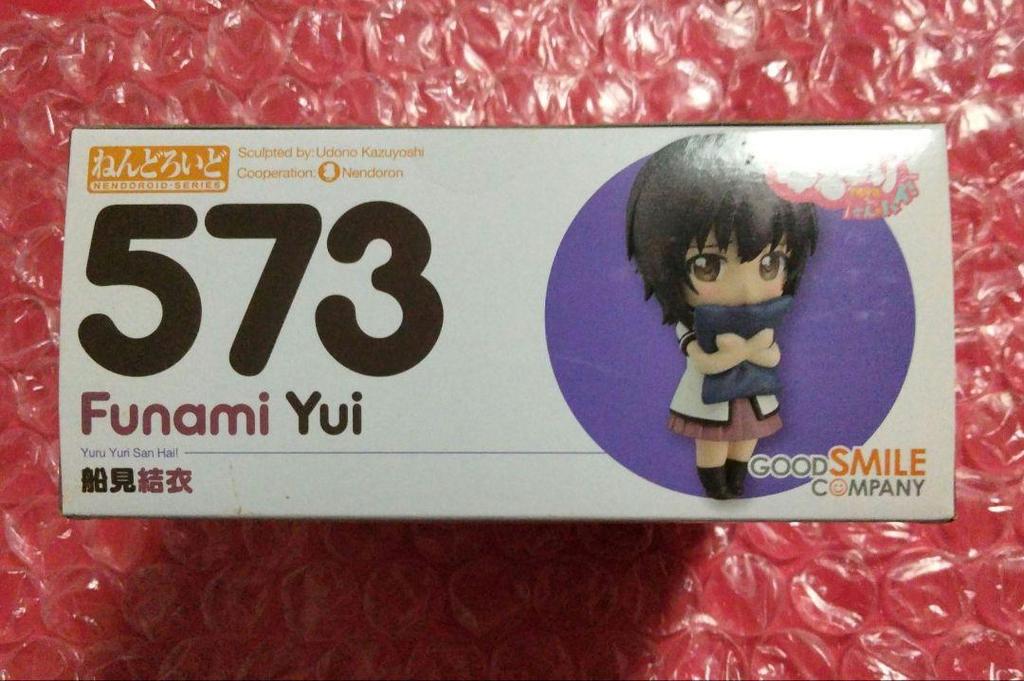 ねんどろいど
NENDOROID·SERIES
Sculpted by: Udono Kazuyoshi
Cooperation: Nendoron
573
Funami Yui
Yuru Yuri San Hai!
船見結衣
GOOD SMILE
COMPANY